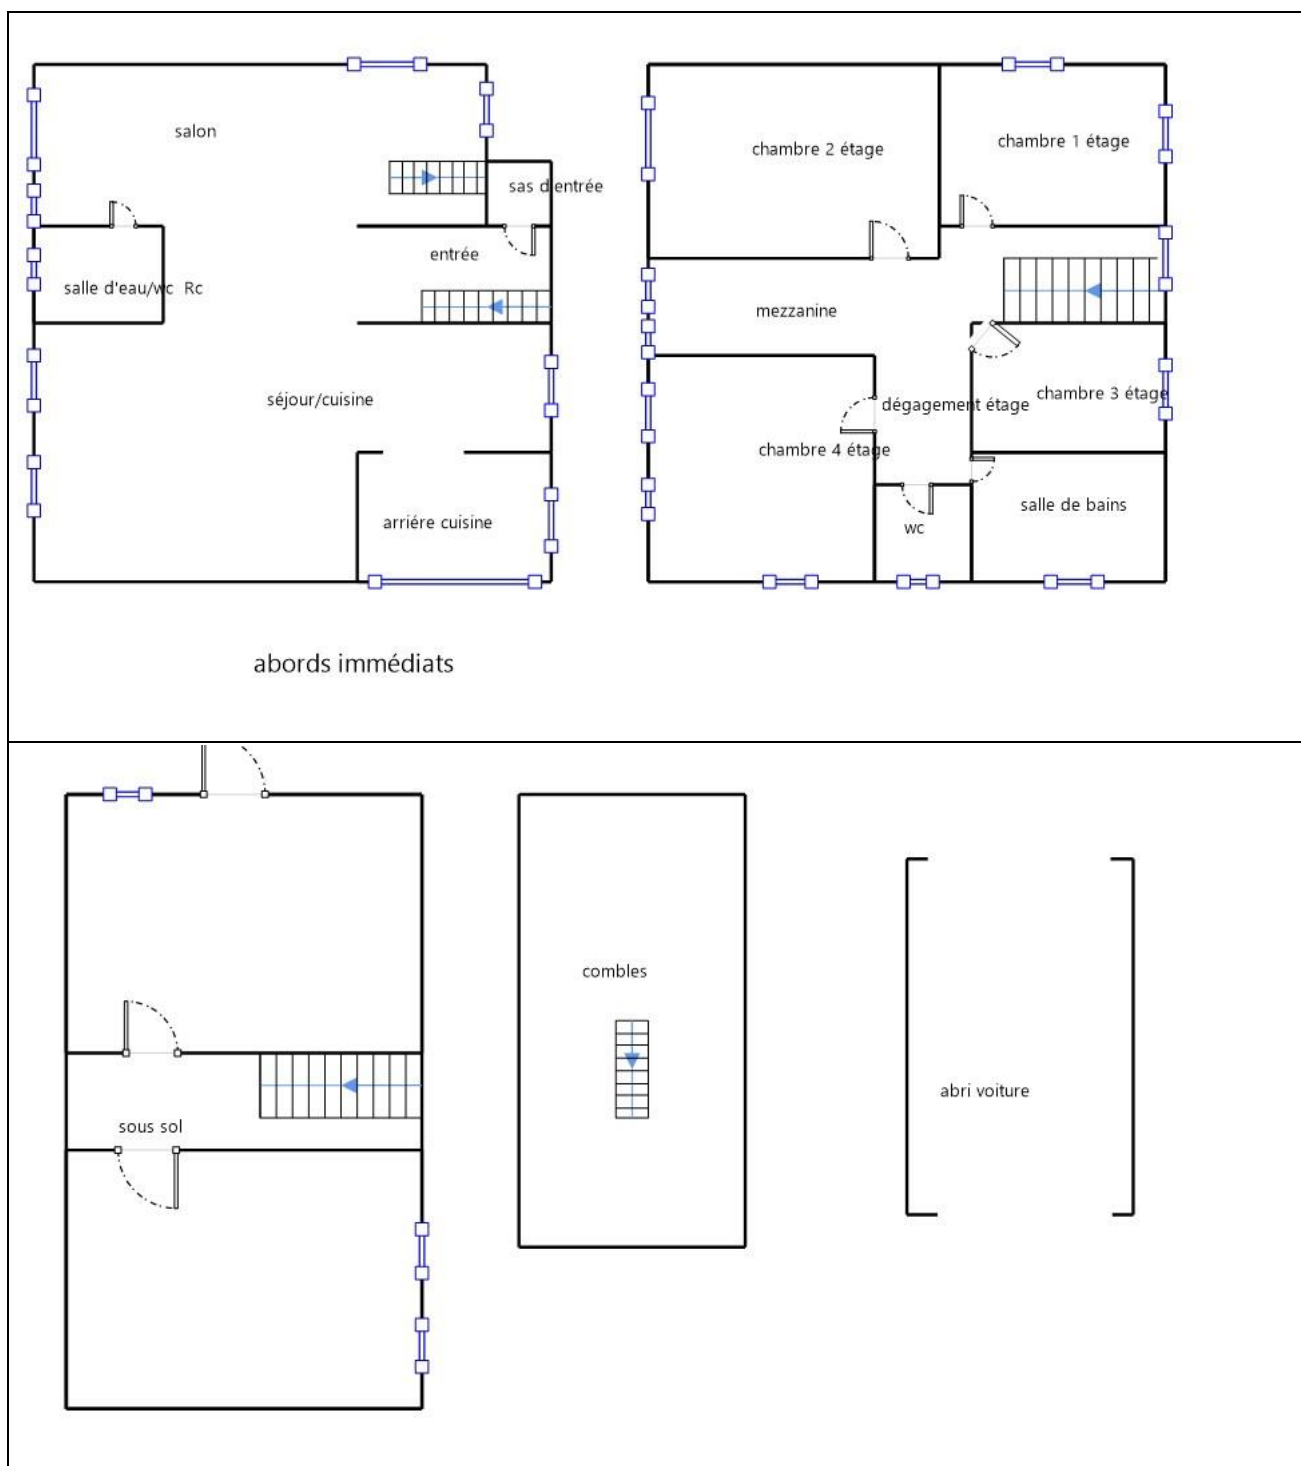 salon
sas d'entrée
entrée
salle d'eau/wc Rc
séjour/cuisine
arriére cuisine
chambre 2 étage
chambre 1 étage
mezzanine
chambre 3 étage
dégagement étage
chambre 4 étage
salle de bains
wc
abords immédiats
combles
abri voiture
sous sol